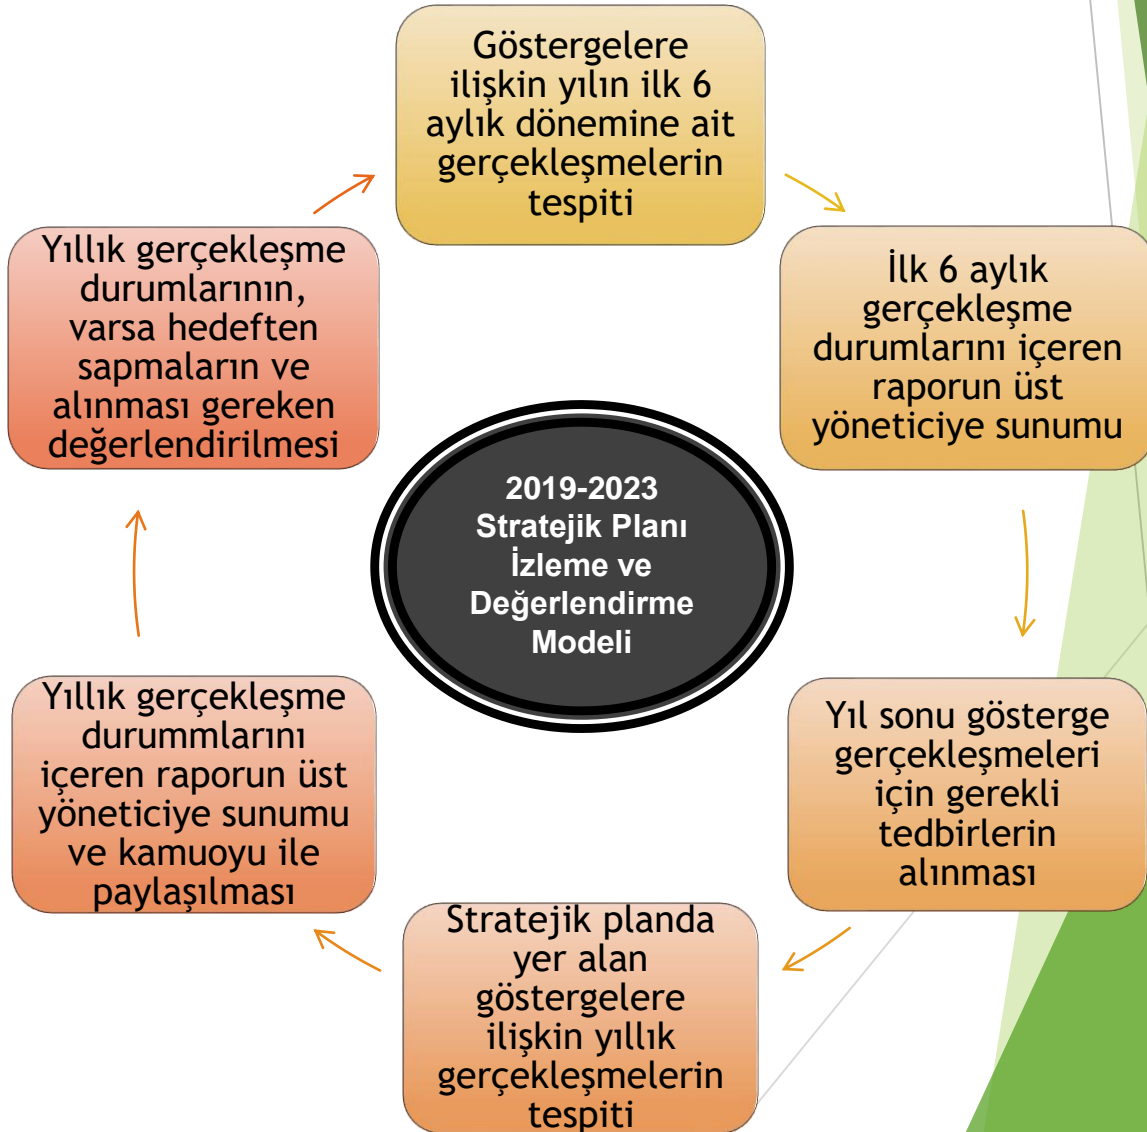 Göstergelere
ilişkin yılın ilk 6
aylık dönemine ait
gerçekleşmelerin
tespiti
İlk 6 aylık
gerçekleşme
durumlarını içeren
raporun üst
yöneticiye sunumu
Yıl sonu gösterge
gerçekleşmeleri
için gerekli
tedbirlerin
alınması
Stratejik planda
yer alan
göstergelere
ilişkin yıllık
gerçekleşmelerin
tespiti
Yıllık gerçekleşme
durummlarını
içeren raporun üst
yöneticiye sunumu
ve kamuoyu ile
paylaşılması
Yıllık gerçekleşme
durumlarının,
varsa hedeften
sapmaların ve
alınması gereken
değerlendirilmesi
2019-2023
Stratejik Planı
İzleme ve
Değerlendirme
Modeli